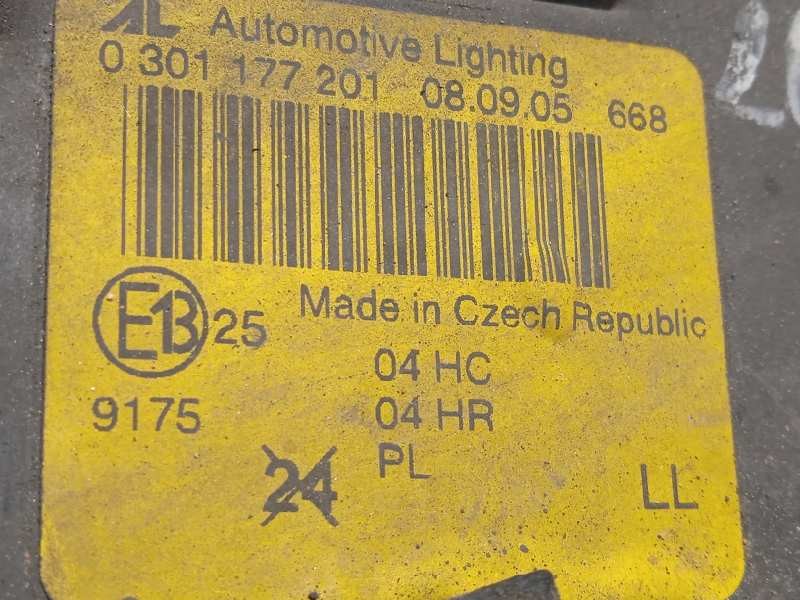 AL Automotive Lighting
0 301 177 201 08.09.05 668
E13 25 Made in Czech Republic
04 HC
9175 04 HR
24 PL LL